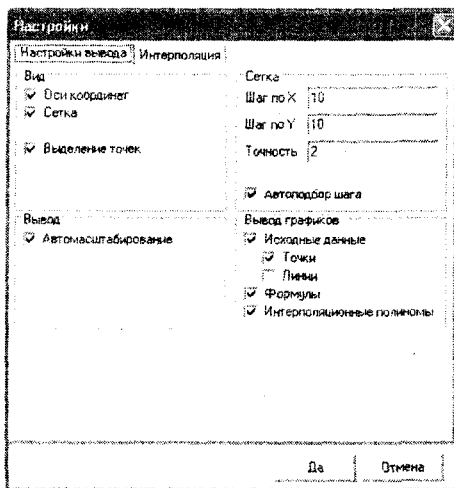 Настройки
Настройки вывода
Интерполяция
Вид
Оси координат
Сетка
Выделение точек
Сетка
Шаг по X 10
Шаг по Y 10
Точность 2
Автоподбор шага
Вывод
Автомасштабирование
Вывод графиков
Исходные данные
Точки
Линии
Формулы
Интерполяционные полиномы
Да
Отмена